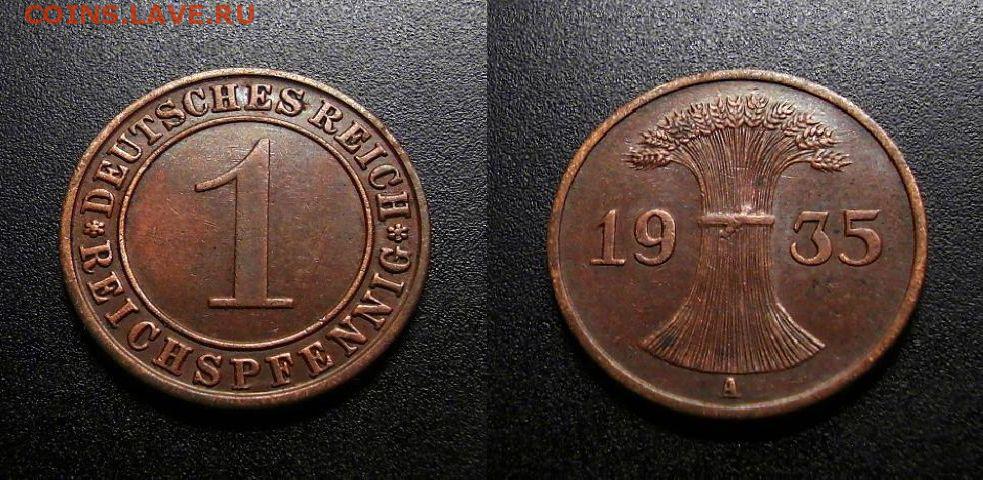 COINS.LAVE.RU
DEUTSCHES REICH
REICHSPFENNIG
1
19 35
A